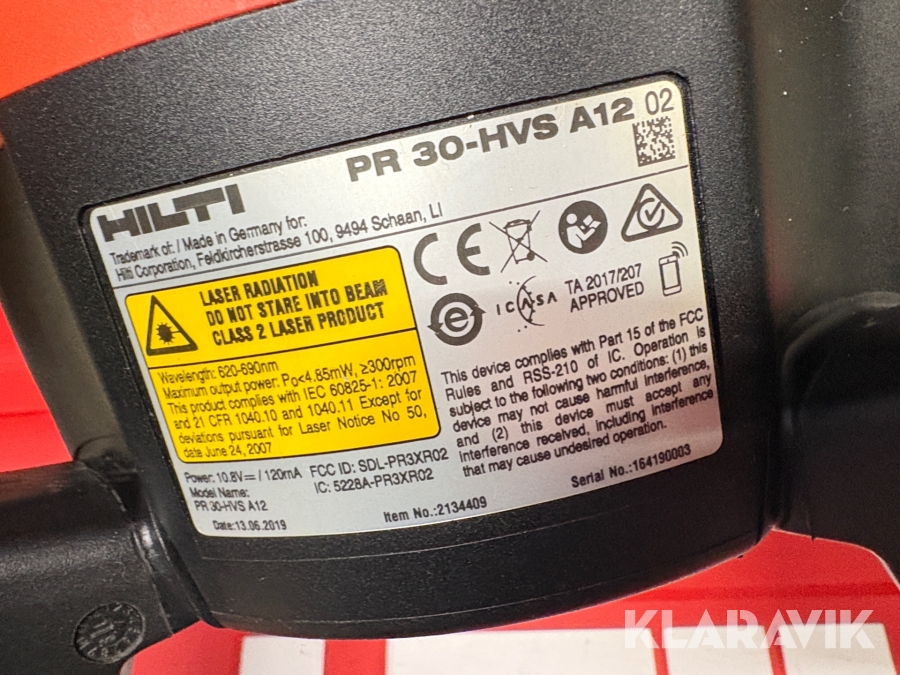 PR 30-HVS A12 02
HILTI
Trademark of: / Made in Germany for:
Hilti Corporation, Feldkircherstrasse 100, 9494 Schaan, LI
LASER RADIATION
DO NOT STARE INTO BEAM
CLASS 2 LASER PRODUCT
Wavelength: 620-690nm
Maximum output power: Po<4.85mW, ≥300rpm
This product complies with IEC 60825-1: 2007
and 21 CFR 1040.10 and 1040.11 Except for
deviations pursuant for Laser Notice No 50,
date June 24, 2007
CE
e
ICASA
TA 2017/207
APPROVED
This device complies with Part 15 of the FCC
Rules and RSS-210 of IC. Operation is
subject to the following two conditions: (1) this
device may not cause harmful interference,
and (2) this device must accept any
interference received, including interference
that may cause undesired operation.
Power: 10.8V⎓ / 120mA
Model Name:
PR 30-HVS A12
Date: 13.06.2019
FCC ID: SDL-PR3XR02
IC: 5228A-PR3XR02
Item No.:2134409
Serial No.:164190003
KLARAVIK